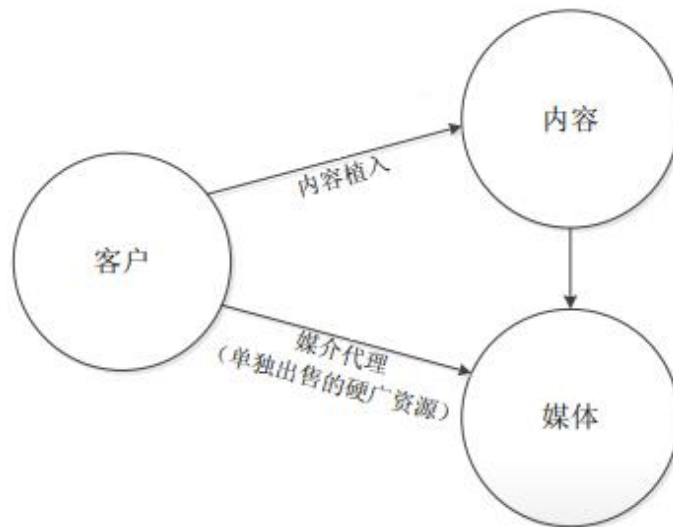 内容
内容植入
客户
媒介代理
（单独出售的硬广资源）
媒体